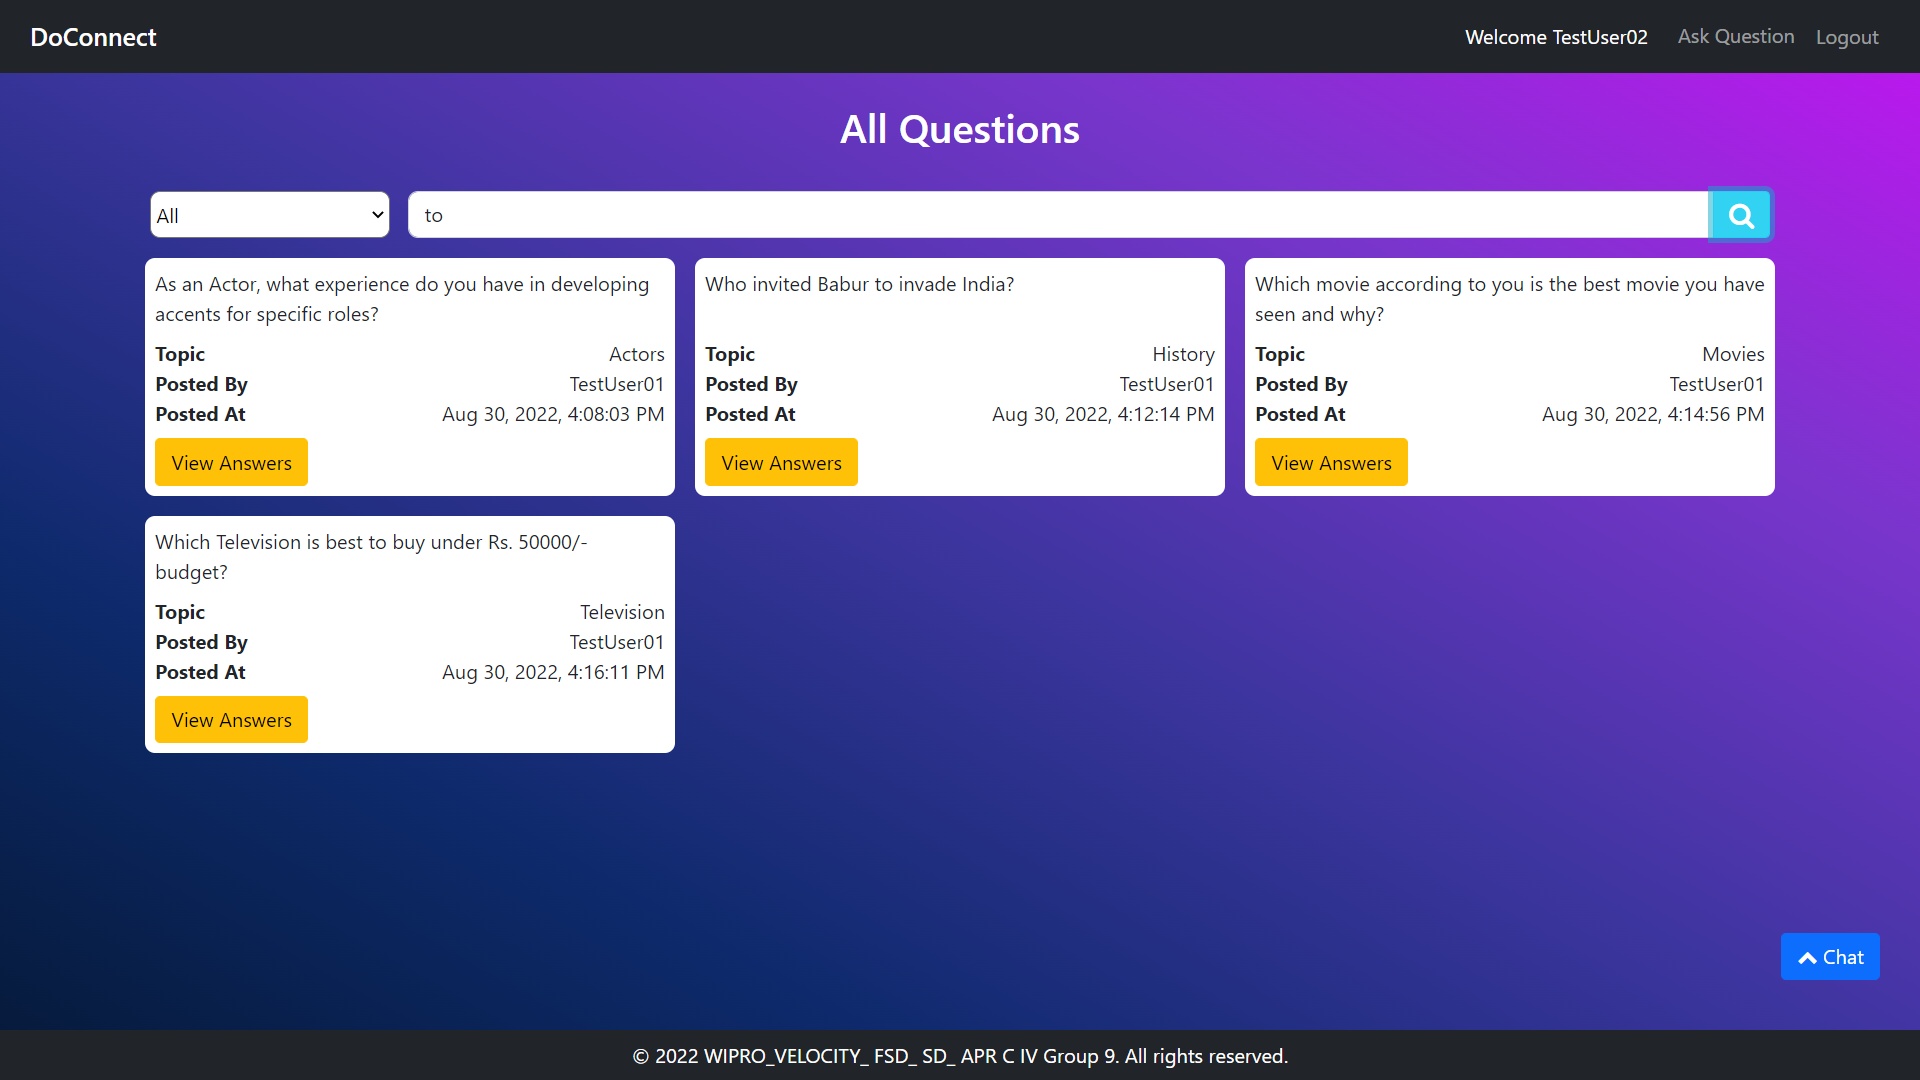 DoConnect
Welcome TestUser02
Ask Question
Logout
All Questions
All
to
As an Actor, what experience do you have in developing
accents for specific roles?
Topic Actors
Posted By TestUser01
Posted At Aug 30, 2022, 4:08:03 PM
View Answers
Who invited Babur to invade India?
Topic History
Posted By TestUser01
Posted At Aug 30, 2022, 4:12:14 PM
View Answers
Which movie according to you is the best movie you have
seen and why?
Topic Movies
Posted By TestUser01
Posted At Aug 30, 2022, 4:14:56 PM
View Answers
Which Television is best to buy under Rs. 50000/-
budget?
Topic Television
Posted By TestUser01
Posted At Aug 30, 2022, 4:16:11 PM
View Answers
Chat
© 2022 WIPRO_VELOCITY_ FSD_ SD_ APR C IV Group 9. All rights reserved.